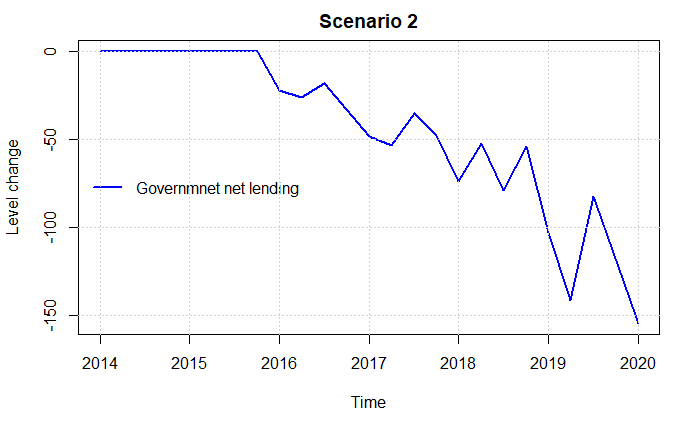 Scenario 2
0
-50
-100
-150
Level change
Governmnet net lending
2014 2015 2016 2017 2018 2019 2020
Time